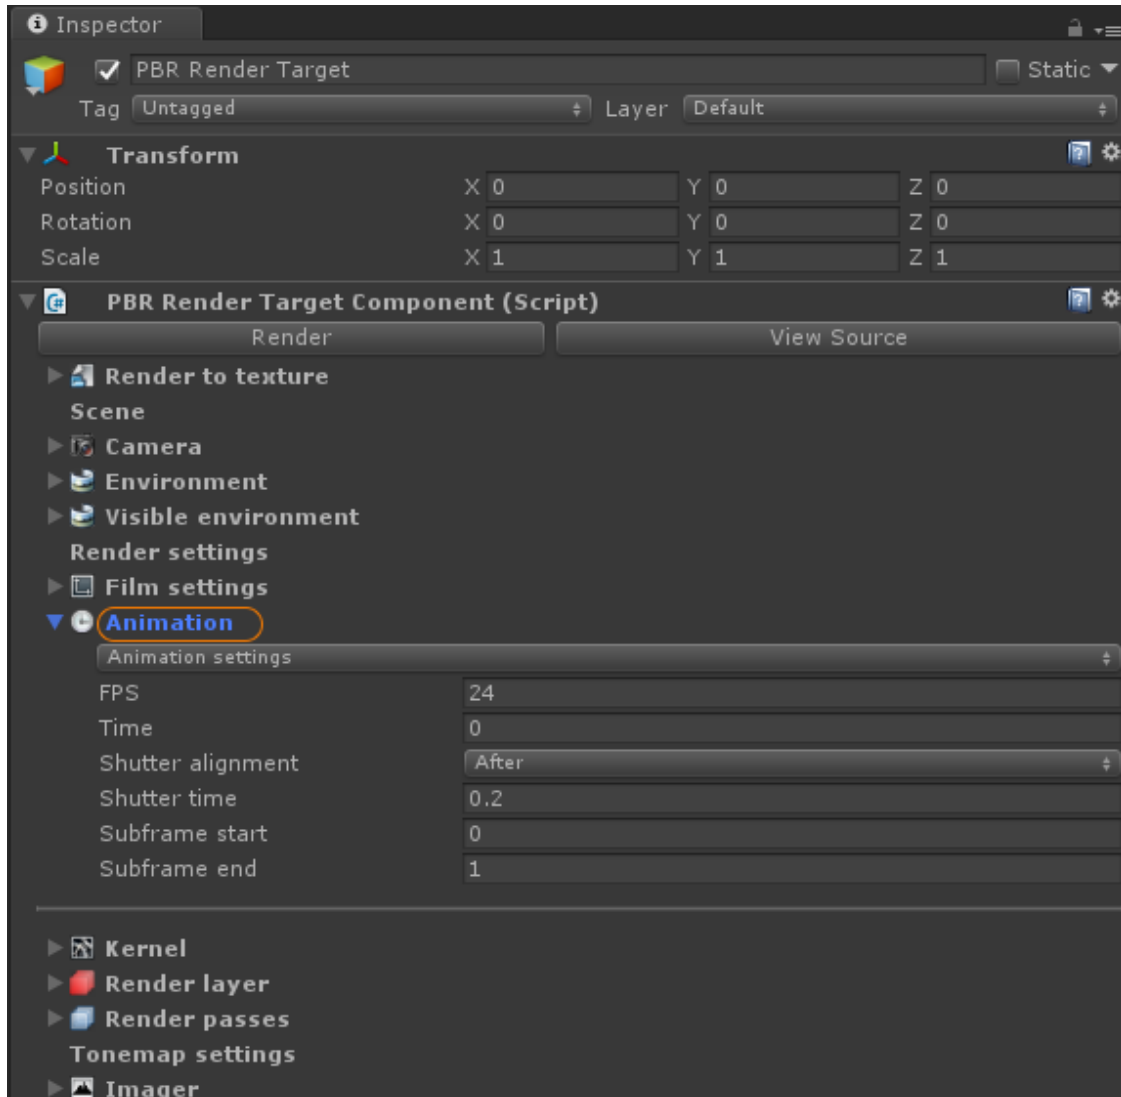 Inspector
PBR Render Target Static
Tag Untagged Layer Default
Transform
Position X 0 Y 0 Z 0
Rotation X 0 Y 0 Z 0
Scale X 1 Y 1 Z 1
PBR Render Target Component (Script)
Render View Source
Render to texture
Scene
Camera
Environment
Visible environment
Render settings
Film settings
Animation
Animation settings
FPS 24
Time 0
Shutter alignment After
Shutter time 0.2
Subframe start 0
Subframe end 1
Kernel
Render layer
Render passes
Tonemap settings
Imager